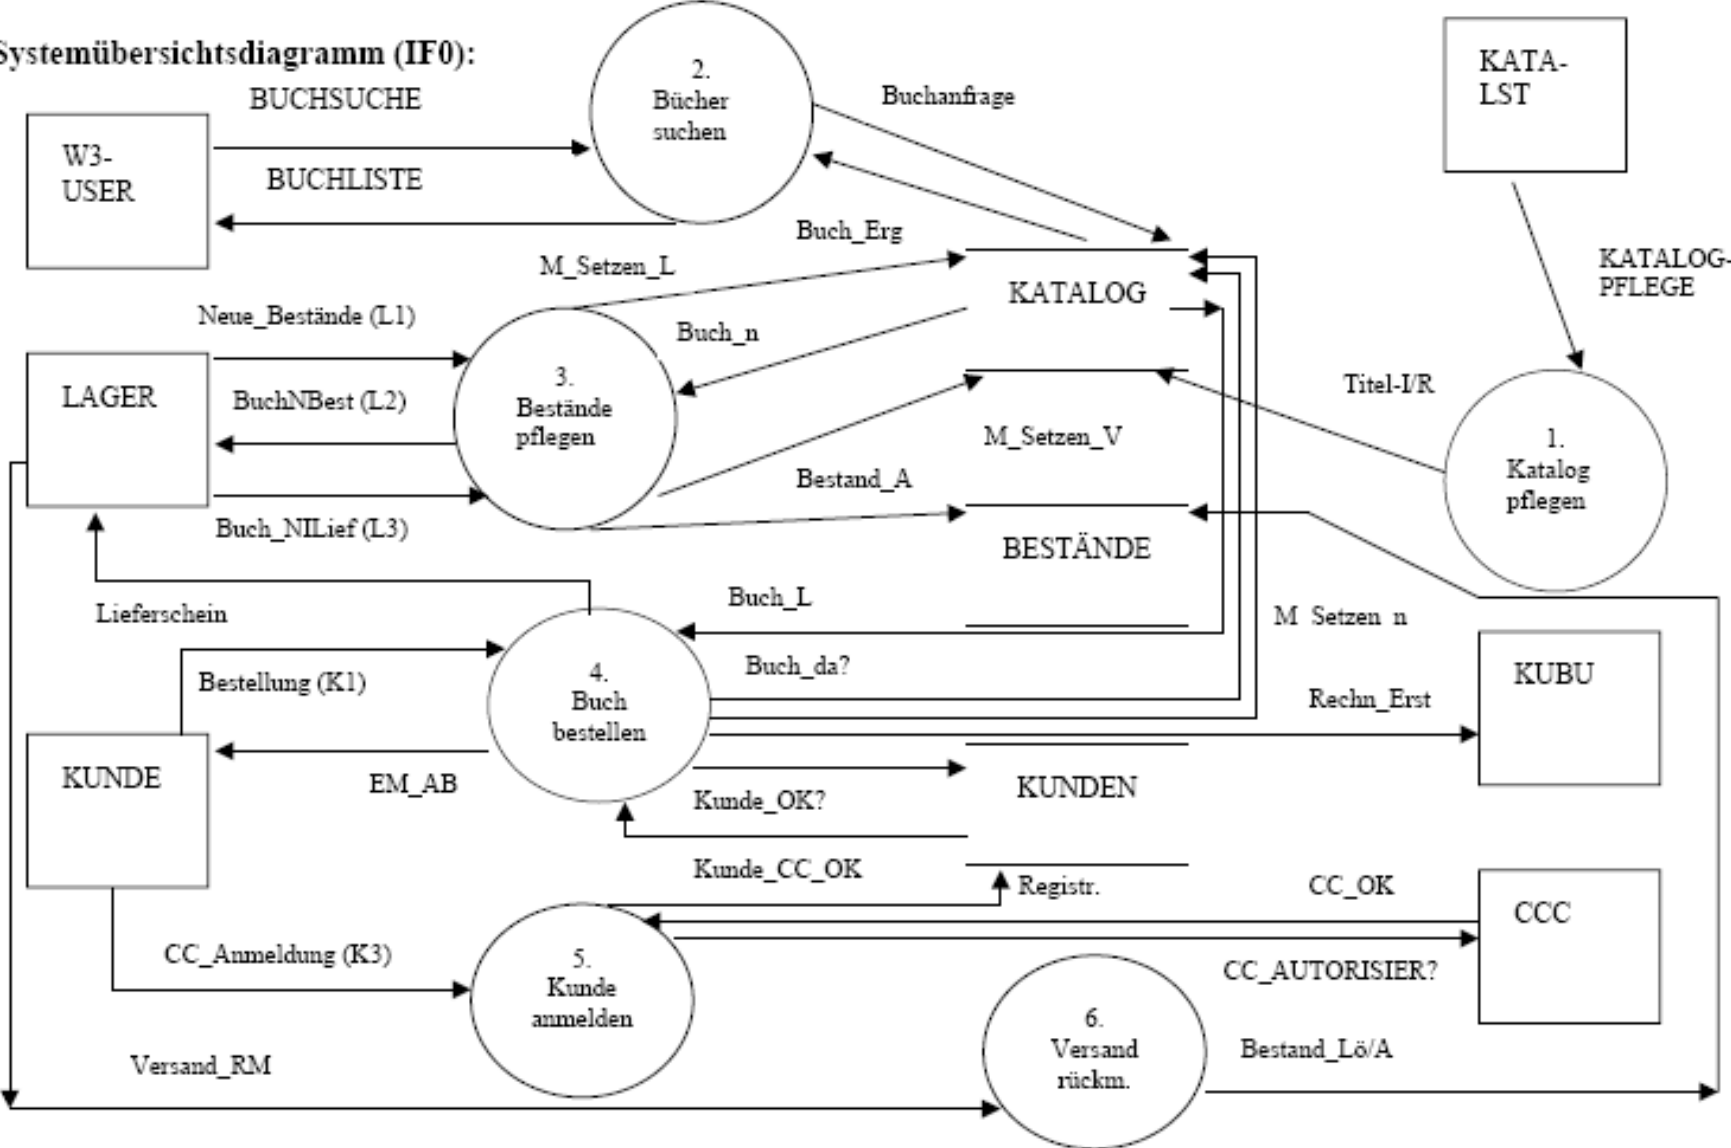 Systemübersichtsdiagramm (IF0):
BUCHSUCHE
W3-
USER
BUCHLISTE
2.
Bücher
suchen
Buchanfrage
KATA-
LST
Buch_Erg
M_Setzen_L
KATALOG
KATALOG-
PFLEGE
Neue_Bestände (L1)
Buch_n
LAGER
BuchNBest (L2)
3.
Bestände
pflegen
Titel-I/R
M_Setzen_V
1.
Katalog
pflegen
Bestand_A
Buch_NILief (L3)
BESTÄNDE
Lieferschein
Buch_L
M_Setzen_n
Bestellung (K1)
4.
Buch
bestellen
Buch_da?
KUBU
Rechn_Erst
KUNDE
EM_AB
Kunde_OK?
KUNDEN
Kunde_CC_OK
Registr.
CC_OK
CCC
CC_Anmeldung (K3)
5.
Kunde
anmelden
CC_AUTORISIER?
6.
Versand
rückm.
Versand_RM
Bestand_Lö/A